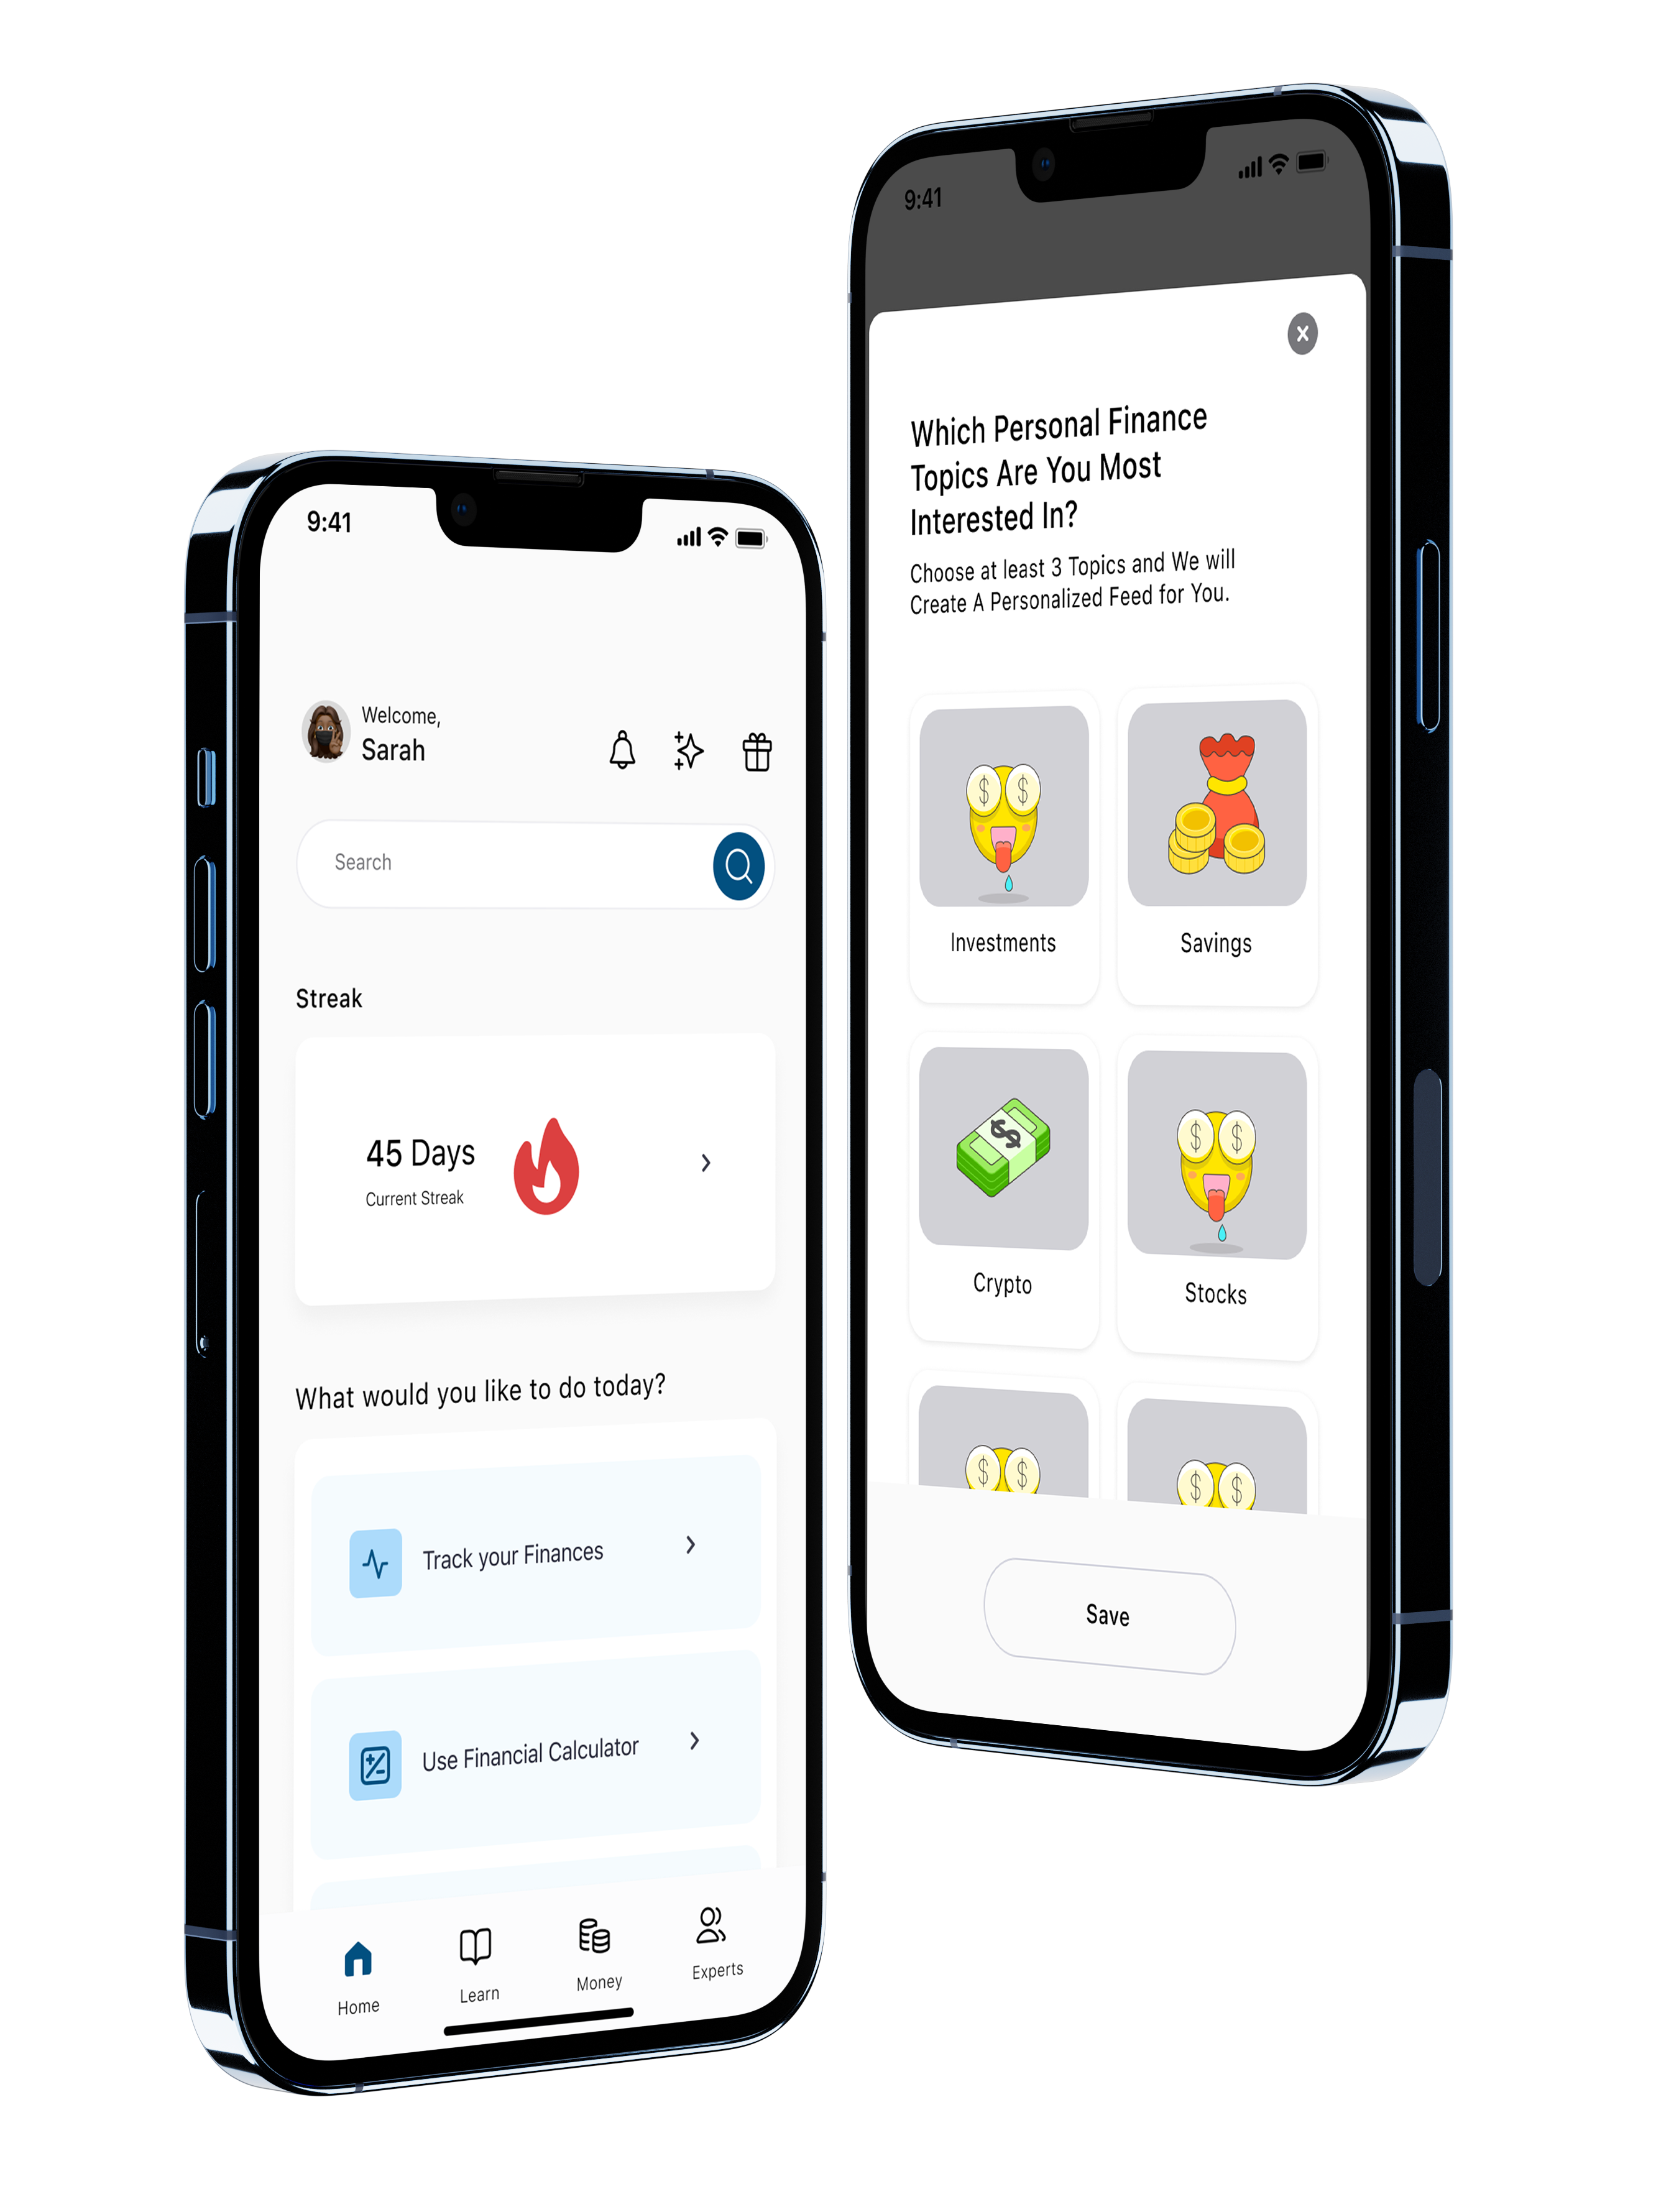 9:41
Welcome,
Sarah
Search
Streak
45 Days
Current Streak
What would you like to do today?
Track your Finances
Use Financial Calculator
Home
Learn
Money
Experts
9:41
Which Personal Finance
Topics Are You Most
Interested In?
Choose at least 3 Topics and We will
Create A Personalized Feed for You.
$ $
Investments
Savings
$
Crypto
$ $
Stocks
$ $
$ $
Save